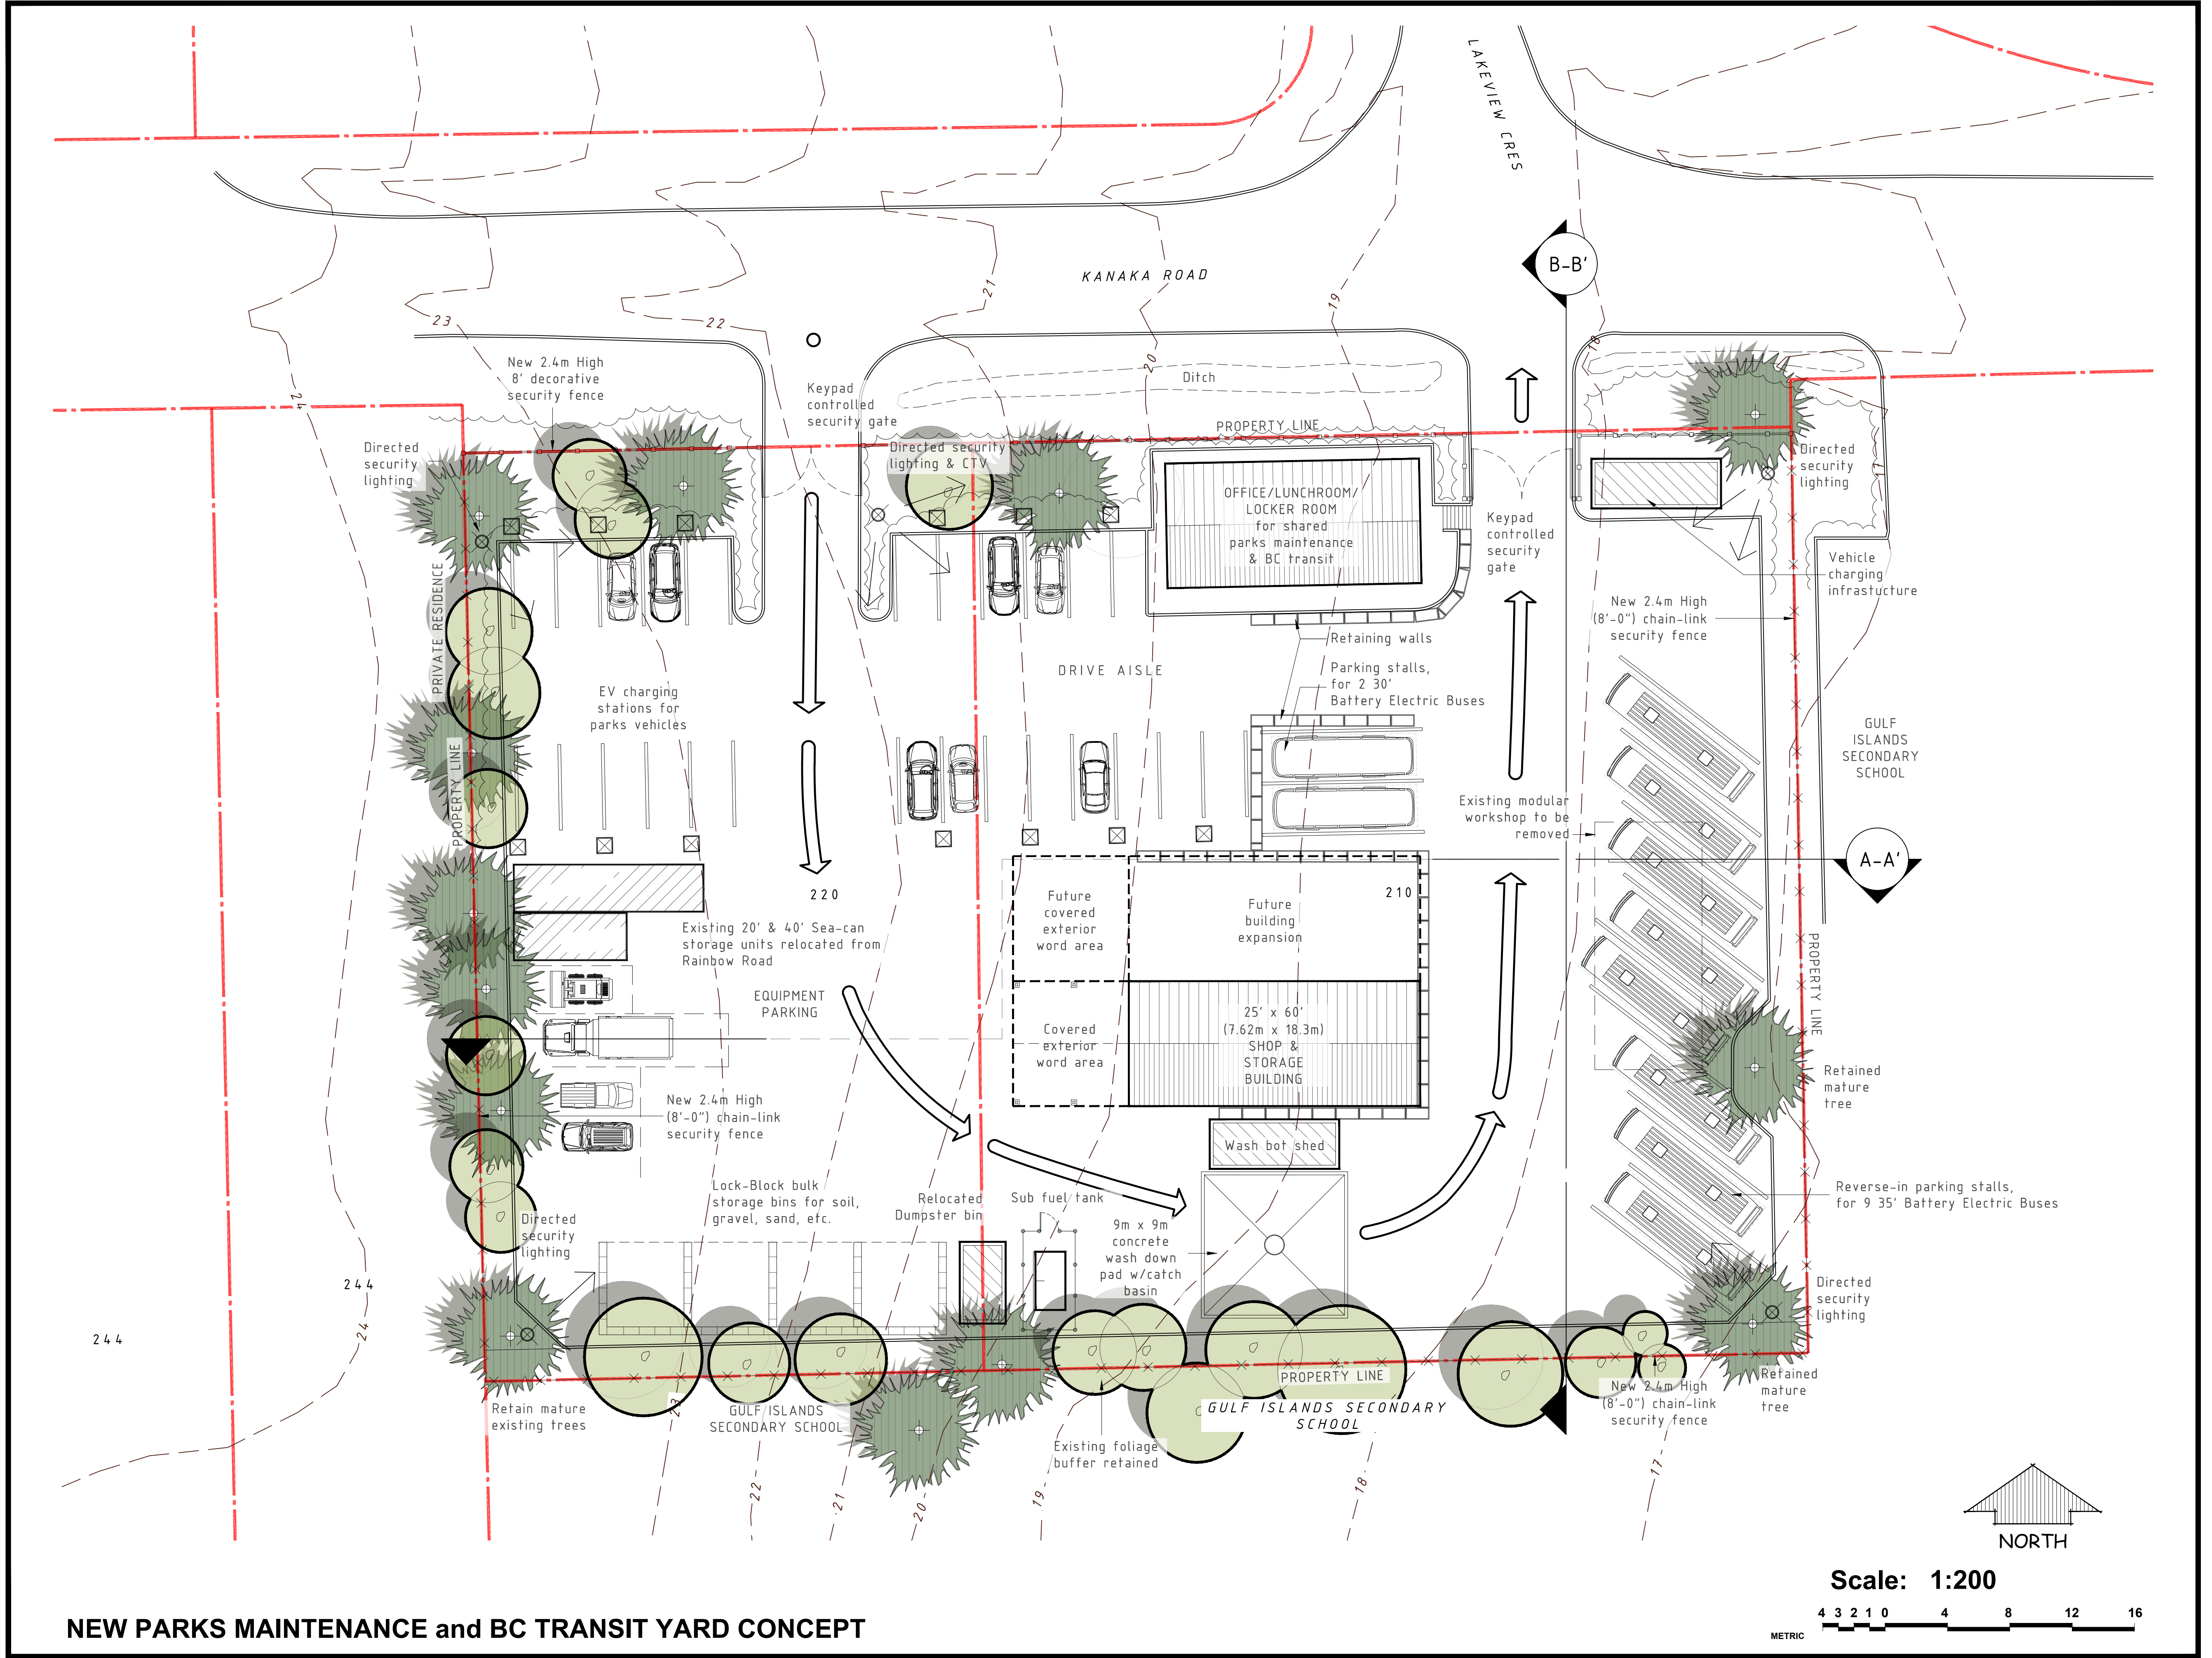 LAKEVIEW CRES
B-B'
KANAKA ROAD
21
19
23
22
20
18
24
New 2.4m High
8' decorative
security fence
Keypad
controlled
security gate
Ditch
PROPERTY LINE
Directed
security
lighting
Directed security
lighting & CTV
Directed
security
lighting
17
OFFICE/LUNCHROOM/
LOCKER ROOM
for shared
parks maintenance
& BC transit
Keypad
controlled
security
gate
Vehicle
charging
infrastucture
PRIVATE RESIDENCE
New 2.4m High
(8'-0") chain-link
security fence
Retaining walls
DRIVE AISLE
Parking stalls,
for 2 30'
Battery Electric Buses
EV charging
stations for
parks vehicles
GULF
ISLANDS
SECONDARY
SCHOOL
PROPERTY LINE
Existing modular
workshop to be
removed
A-A'
220
210
Future
covered
exterior
word area
Future
building
expansion
Existing 20' & 40' Sea-can
storage units relocated from
Rainbow Road
PROPERTY LINE
EQUIPMENT
PARKING
25' x 60'
(7.62m x 18.3m)
SHOP &
STORAGE
BUILDING
Covered
exterior
word area
Retained
mature
tree
New 2.4m High
(8'-0") chain-link
security fence
Wash bot shed
Lock-Block bulk
storage bins for soil,
gravel, sand, etc.
Relocated
Dumpster bin
Sub fuel tank
Reverse-in parking stalls,
for 9 35' Battery Electric Buses
Directed
security
lighting
9m x 9m
concrete
wash down
pad w/catch
basin
244
Directed
security
lighting
24
244
PROPERTY LINE
Retained
mature
tree
New 2.4m High
(8'-0") chain-link
security fence
Retain mature
existing trees
23
GULF ISLANDS
SECONDARY SCHOOL
GULF ISLANDS SECONDARY
SCHOOL
Existing foliage
buffer retained
22
21
20
19
18
17
NORTH
Scale: 1:200
4 3 2 1 0 4 8 12 16
METRIC
NEW PARKS MAINTENANCE and BC TRANSIT YARD CONCEPT